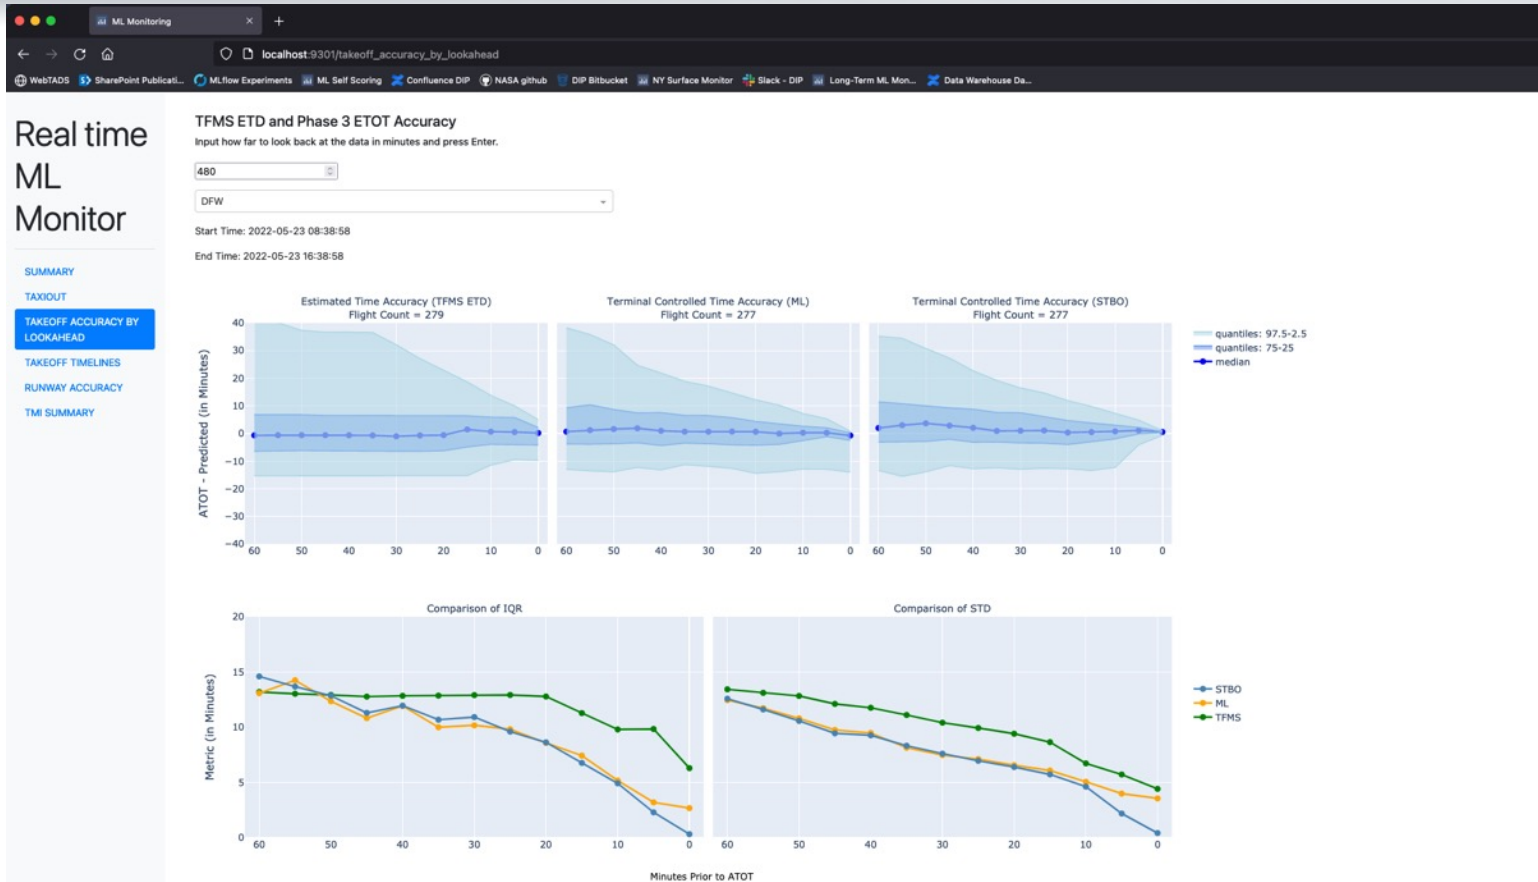 ML Monitoring
localhost:9301/takeoff_accuracy_by_lookahead
WebTADS SharePoint Publicati... MLflow Experiments ML Self Scoring Confluence DIP NASA github DIP Bitbucket NY Surface Monitor Slack - DIP Long-Term ML Mon... Data Warehouse Da...
Real time
ML
Monitor
SUMMARY
TAXIOUT
TAKEOFF ACCURACY BY
LOOKAHEAD
TAKEOFF TIMELINES
RUNWAY ACCURACY
TMI SUMMARY
TFMS ETD and Phase 3 ETOT Accuracy
Input how far to look back at the data in minutes and press Enter.
480
DFW
Start Time: 2022-05-23 08:38:58
End Time: 2022-05-23 16:38:58
Estimated Time Accuracy (TFMS ETD)
Flight Count = 279
Terminal Controlled Time Accuracy (ML)
Flight Count = 277
Terminal Controlled Time Accuracy (STBO)
Flight Count = 277
ATOT - Predicted (in Minutes)
40
30
20
10
0
−10
−20
−30
−40
60 50 40 30 20 10 0
60 50 40 30 20 10 0
60 50 40 30 20 10 0
quantiles: 97.5-2.5
quantiles: 75-25
median
Comparison of IQR
Comparison of STD
Metric (in Minutes)
20
15
10
5
0
60 50 40 30 20 10 0
60 50 40 30 20 10 0
Minutes Prior to ATOT
STBO
ML
TFMS